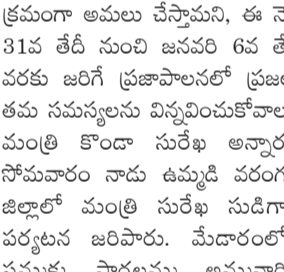 క్రమంగా అమలు చేస్తామని, ఈ నె
31వ తేదీ నుంచి జనవరి 6వ తే
వరకు జరిగే ప్రజాపాలనలో ప్రజల
తమ సమస్యలను విన్నవించుకోవాల
మంత్రి కొండా సురేఖ అన్నార
సోమవారం నాడు ఉమ్మడి వరంగ
జిల్లాలో మంత్రి సురేఖ సుడిగా
పర్యటన జరిపారు. మేడారంలో